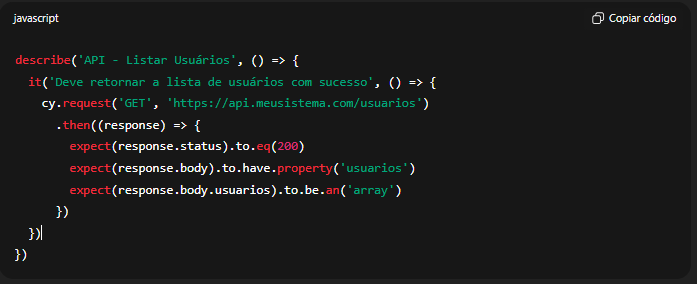 javascript
Copiar código
describe('API - Listar Usuários', () => {
  it('Deve retornar a lista de usuários com sucesso', () => {
    cy.request('GET', 'https://api.meusistema.com/usuarios')
      .then((response) => {
        expect(response.status).to.eq(200)
        expect(response.body).to.have.property('usuarios')
        expect(response.body.usuarios).to.be.an('array')
      })
  })
})